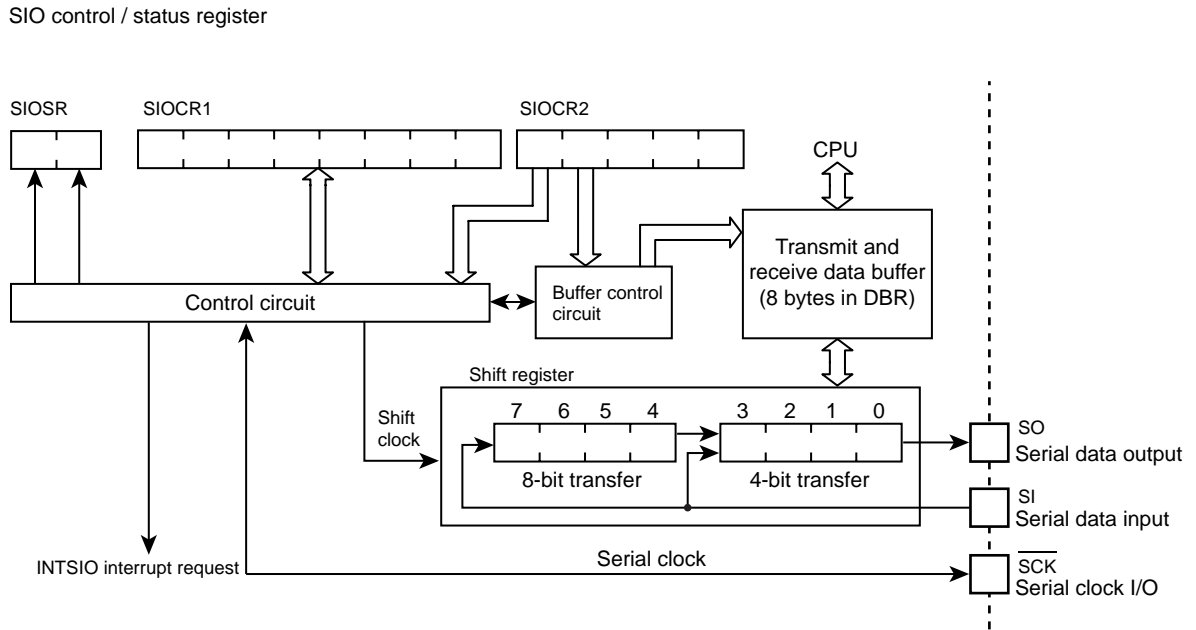 SIO control / status register
SIOSR
SIOCR1
SIOCR2
CPU
Transmit and
receive data buffer
(8 bytes in DBR)
Control circuit
Buffer control
circuit
Shift register
Shift
clock
7 6 5 4
3 2 1 0
8-bit transfer
4-bit transfer
SO
Serial data output
SI
Serial data input
INTSIO interrupt request
Serial clock
SCK
Serial clock I/O